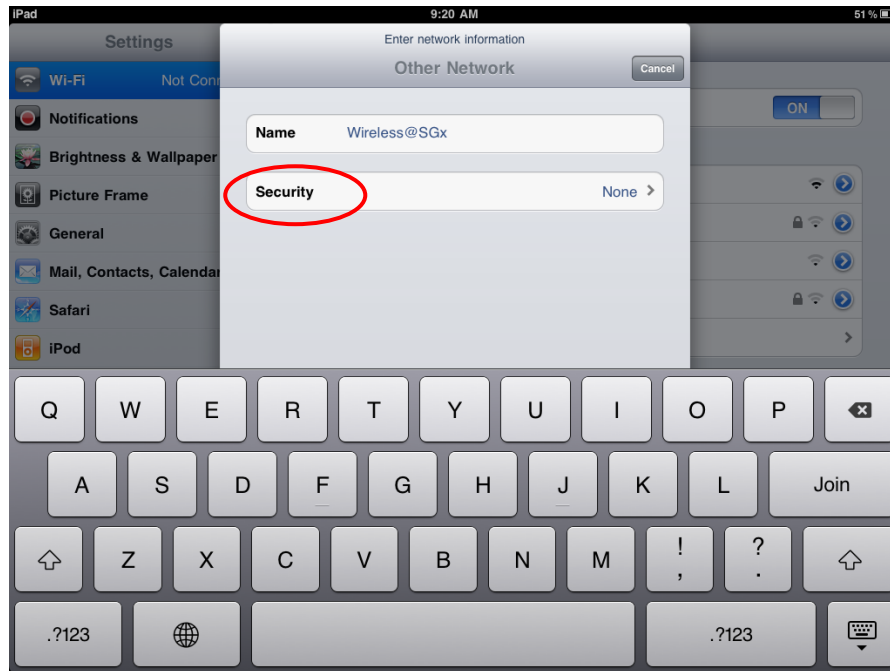 iPad 9:20 AM 51 %
Settings
Enter network information
Other Network
Cancel
Wi-Fi Not Conn
ON
Notifications
Name Wireless@SGx
Brightness & Wallpaper
Security None
Picture Frame
General
Mail, Contacts, Calendar
Safari
iPod
Q W E R T Y U I O P
A S D F G H J K L Join
Z X C V B N M ! , ? .
.?123 .?123